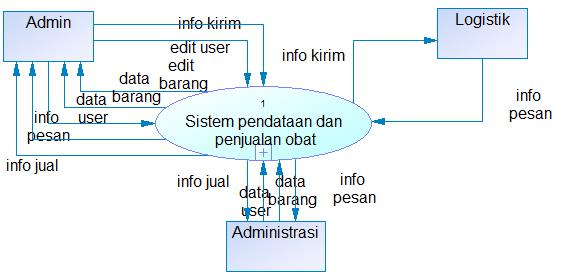 Admin
Logistik
info kirim
edit user
edit
barang
info kirim
data
barang
data
user
info
pesan
info
pesan
1
Sistem pendataan dan
penjualan obat
info jual
info jual
data
user
data
barang
info
pesan
Administrasi